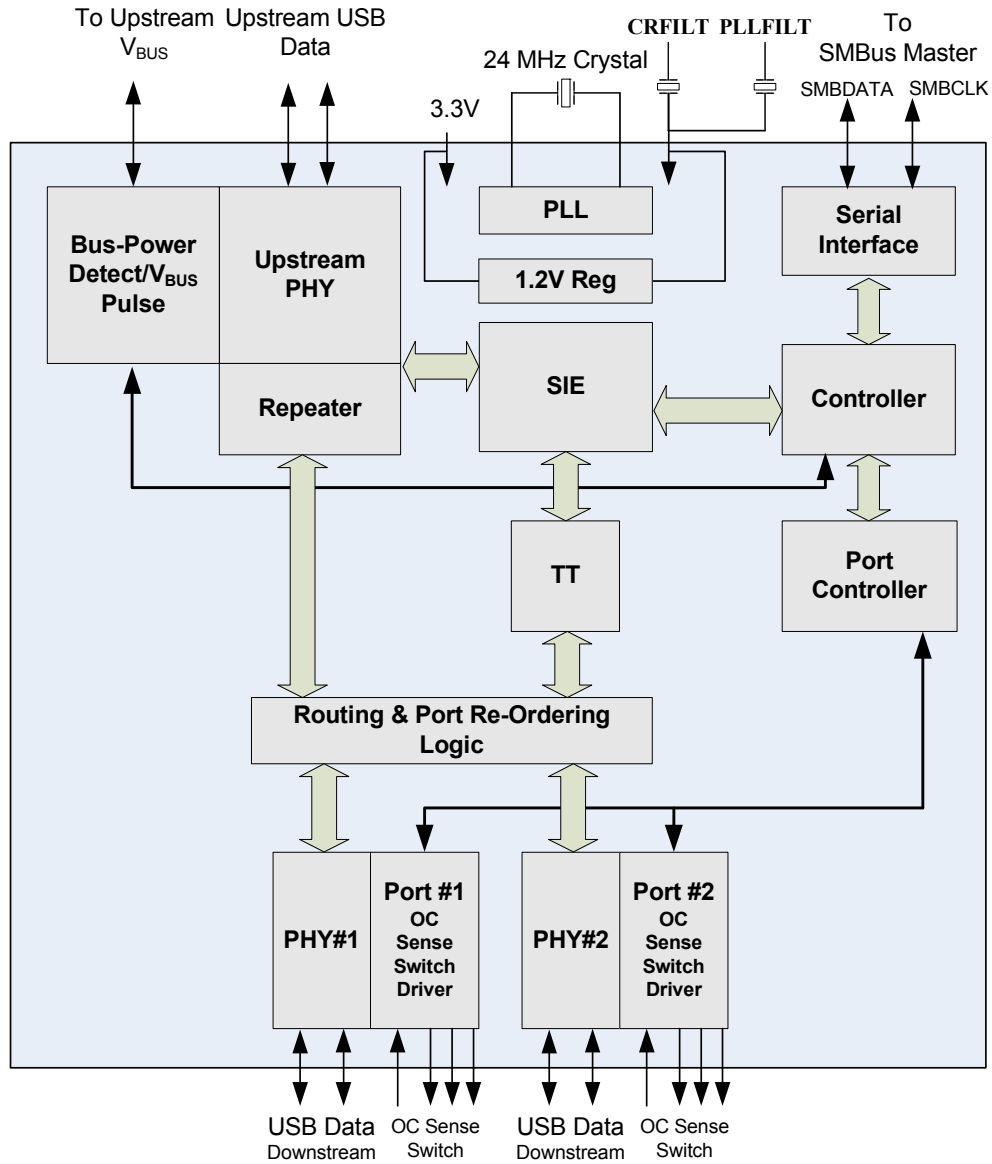 To Upstream
VBUS
Upstream USB
Data
24 MHz Crystal
CRFILT PLLFILT
To
SMBus Master
SMBDATA SMBCLK
3.3V
Bus-Power
Detect/VBUS
Pulse
Upstream
PHY
PLL
1.2V Reg
Serial
Interface
Repeater
SIE
Controller
TT
Port
Controller
Routing & Port Re-Ordering
Logic
PHY#1
Port #1
OC
Sense
Switch
Driver
PHY#2
Port #2
OC
Sense
Switch
Driver
USB Data
Downstream
OC Sense
Switch
USB Data
Downstream
OC Sense
Switch